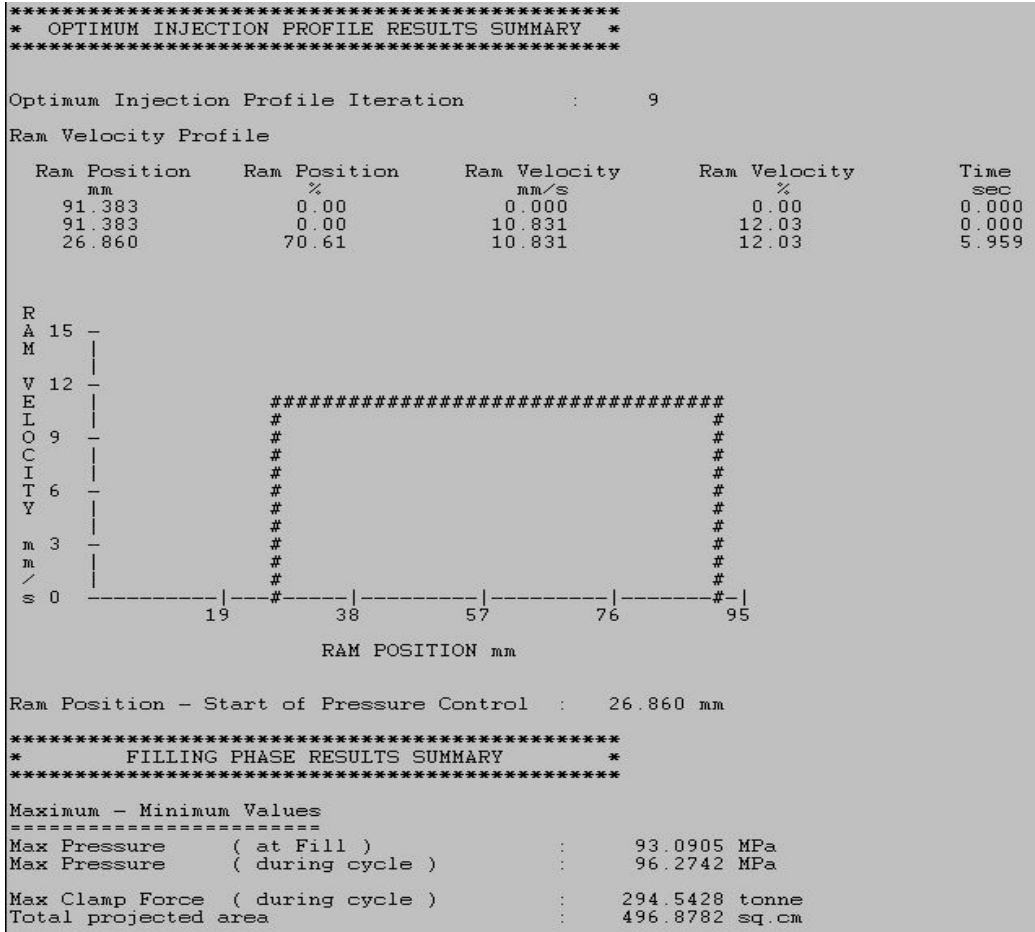 ***********************************************
*  OPTIMUM INJECTION PROFILE RESULTS SUMMARY  *
***********************************************
Optimum Injection Profile Iteration : 9
Ram Velocity Profile
Ram Position Ram Position Ram Velocity Ram Velocity Time
mm % mm/s % sec
91.383 0.00 0.000 0.00 0.000
91.383 0.00 10.831 12.03 0.000
26.860 70.61 10.831 12.03 5.959
RAM VELOCITY mm/s
15
12
9
6
3
0
19 38 57 76 95
RAM POSITION mm
Ram Position - Start of Pressure Control : 26.860 mm
***********************************************
* FILLING PHASE RESULTS SUMMARY *
***********************************************
Maximum - Minimum Values
========================
Max Pressure ( at Fill ) : 93.0905 MPa
Max Pressure ( during cycle ) : 96.2742 MPa
Max Clamp Force ( during cycle ) : 294.5428 tonne
Total projected area : 496.8782 sq.cm